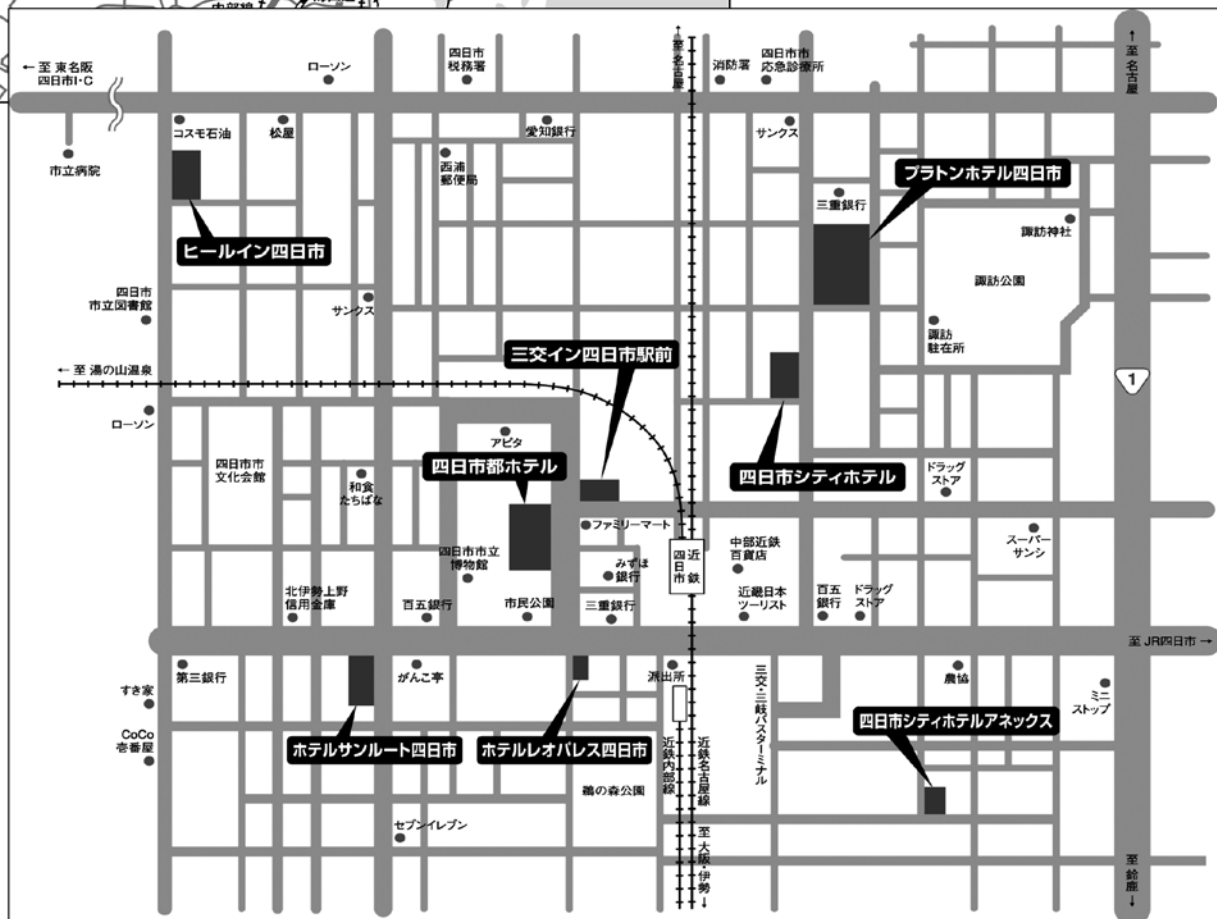 内部線
← 至 東名阪
四日市I・C
ローソン
四日市
税務署
←至名古屋
消防署
四日市市
応急診療所
←至名古屋
コスモ石油
松屋
愛知銀行
サンクス
市立病院
西浦
郵便局
プラトンホテル四日市
三重銀行
諏訪神社
ヒールイン四日市
諏訪公園
四日市
市立図書館
サンクス
諏訪
駐在所
三交イン四日市駅前
← 至 湯の山温泉
1
ローソン
アピタ
四日市市
文化会館
四日市都ホテル
四日市シティホテル
ドラッグ
ストア
和食
たちばな
ファミリーマート
スーパー
サンシ
近鉄
四日市
中部近鉄
百貨店
四日市市立
博物館
みずほ
銀行
北伊勢上野
信用金庫
百五銀行
市民公園
三重銀行
近畿日本
ツーリスト
百五
銀行
ドラッグ
ストア
至 JR四日市 →
第三銀行
がんこ亭
派出所
三交・三岐バスターミナル
農協
すき家
ミニ
ストップ
CoCo
壱番屋
ホテルサンルート四日市
ホテルレオパレス四日市
近鉄内部線
近鉄名古屋線
四日市シティホテルアネックス
鵜の森公園
セブンイレブン
至 大阪・伊勢→
至 鈴鹿→